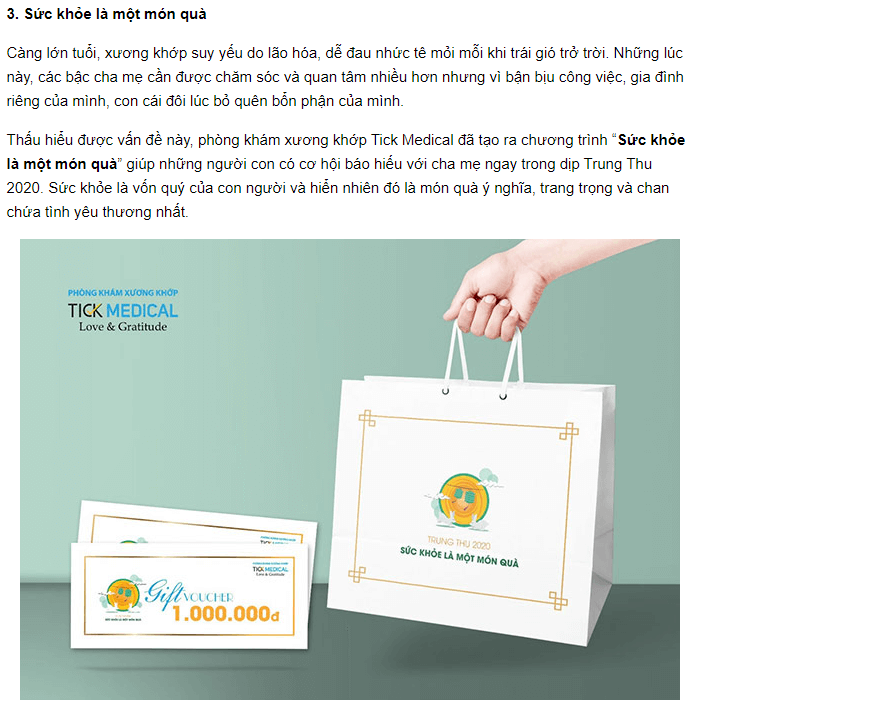 3. Sức khỏe là một món quà
Càng lớn tuổi, xương khớp suy yếu do lão hóa, dễ đau nhức tê mỏi mỗi khi trái gió trở trời. Những lúc
này, các bậc cha mẹ cần được chăm sóc và quan tâm nhiều hơn nhưng vì bận bịu công việc, gia đình
riêng của mình, con cái đôi lúc bỏ quên bổn phận của mình.
Thấu hiểu được vấn đề này, phòng khám xương khớp Tick Medical đã tạo ra chương trình “Sức khỏe
là một món quà” giúp những người con có cơ hội báo hiếu với cha mẹ ngay trong dịp Trung Thu
2020. Sức khỏe là vốn quý của con người và hiển nhiên đó là món quà ý nghĩa, trang trọng và chan
chứa tình yêu thương nhất.
PHÒNG KHÁM XƯƠNG KHỚP
TICK MEDICAL
Love & Gratitude
TRUNG THU 2020
SỨC KHỎE LÀ MỘT MÓN QUÀ
PHÒNG KHÁM XƯƠNG KHỚP
TICK MEDICAL
Love & Gratitude
Gift VOUCHER
1.000.000đ
SỨC KHỎE LÀ MỘT MÓN QUÀ